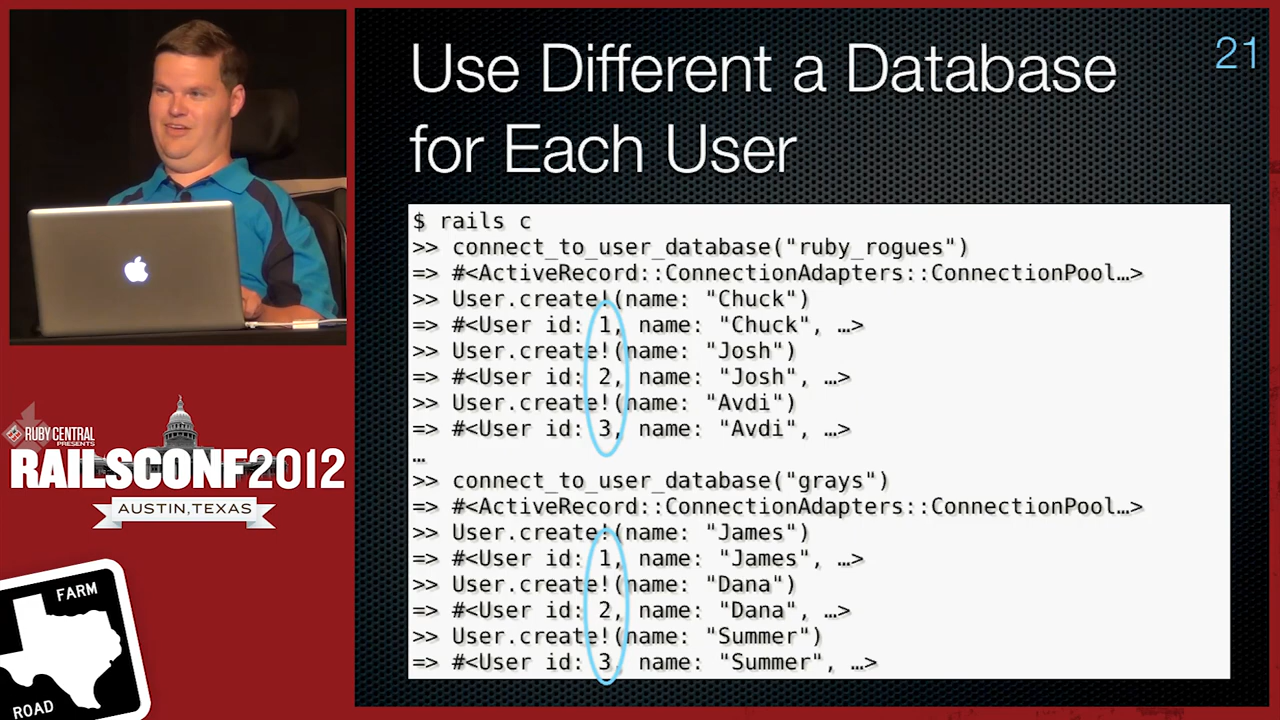 Use Different a Database
for Each User
21
$ rails c
>> connect_to_user_database("ruby_rogues")
=> #<ActiveRecord::ConnectionAdapters::ConnectionPool…>
>> User.create!(name: "Chuck")
=> #<User id: 1, name: "Chuck", …>
>> User.create!(name: "Josh")
=> #<User id: 2, name: "Josh", …>
>> User.create!(name: "Avdi")
=> #<User id: 3, name: "Avdi", …>
…
>> connect_to_user_database("grays")
=> #<ActiveRecord::ConnectionAdapters::ConnectionPool…>
>> User.create!(name: "James")
=> #<User id: 1, name: "James", …>
>> User.create!(name: "Dana")
=> #<User id: 2, name: "Dana", …>
>> User.create!(name: "Summer")
=> #<User id: 3, name: "Summer", …>
RUBY CENTRAL
PRESENTS
RAILSCONF2012
AUSTIN,TEXAS
FARM
ROAD